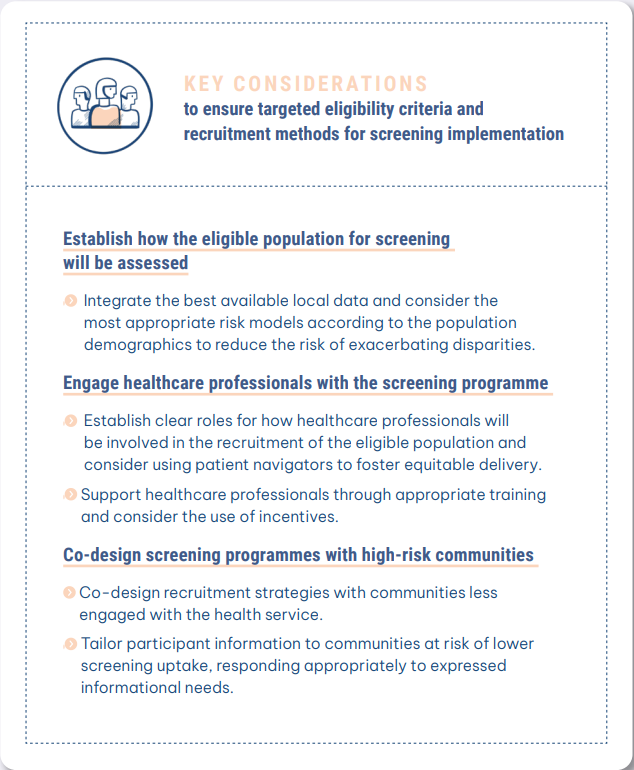 KEY CONSIDERATIONS
to ensure targeted eligibility criteria and
recruitment methods for screening implementation
Establish how the eligible population for screening
will be assessed
Integrate the best available local data and consider the
most appropriate risk models according to the population
demographics to reduce the risk of exacerbating disparities.
Engage healthcare professionals with the screening programme
Establish clear roles for how healthcare professionals will
be involved in the recruitment of the eligible population and
consider using patient navigators to foster equitable delivery.
Support healthcare professionals through appropriate training
and consider the use of incentives.
Co-design screening programmes with high-risk communities
Co-design recruitment strategies with communities less
engaged with the health service.
Tailor participant information to communities at risk of lower
screening uptake, responding appropriately to expressed
informational needs.